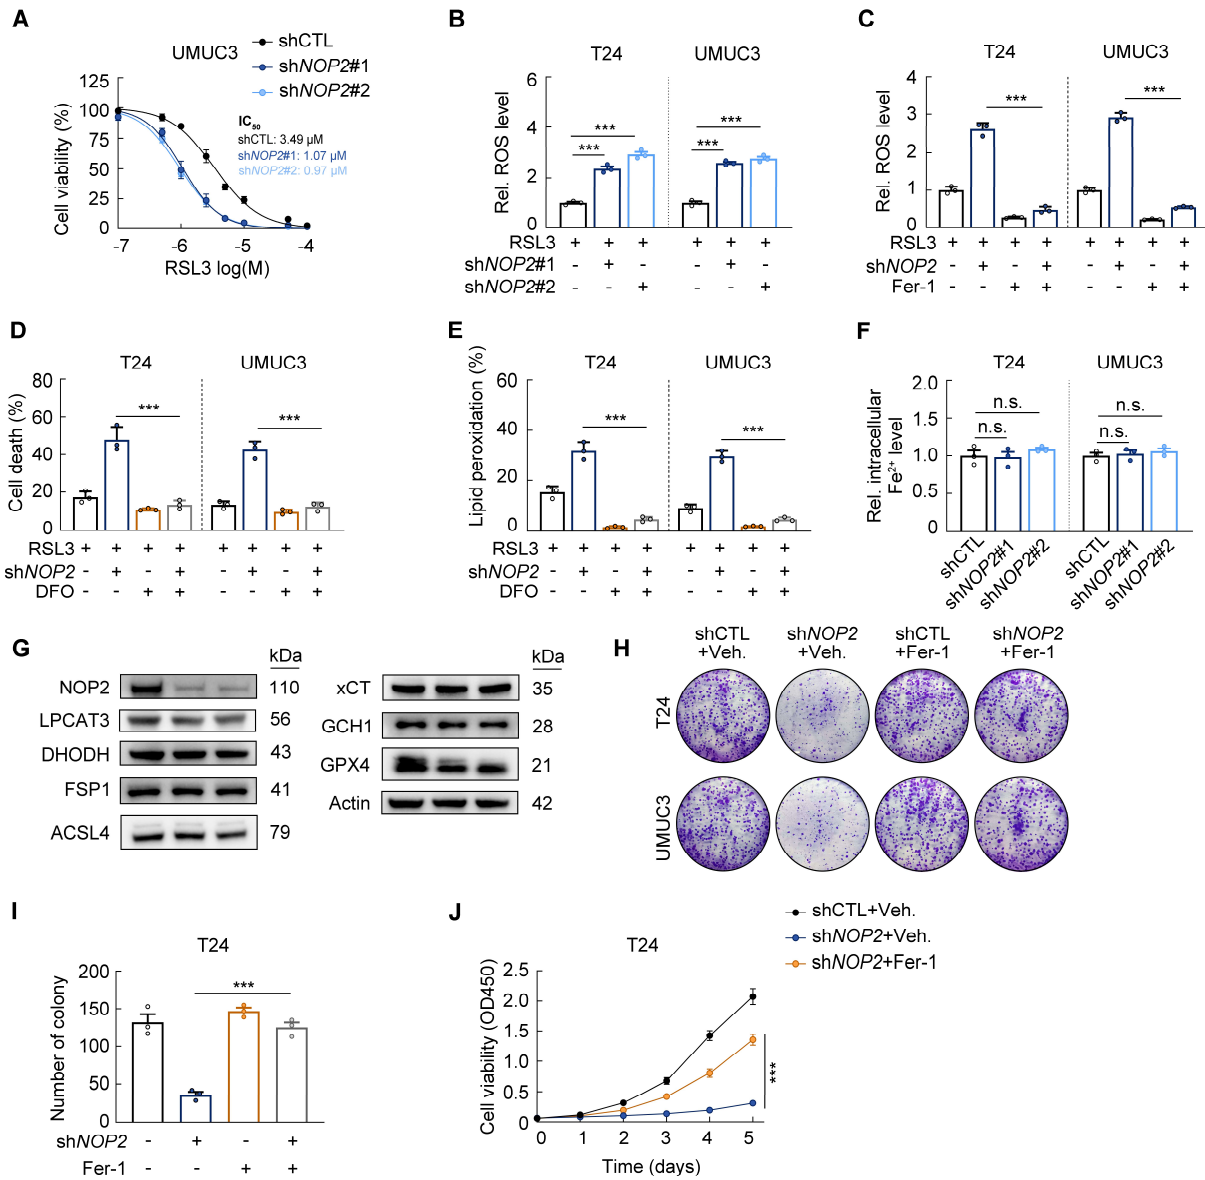 A
UMUC3
shCTL
shNOP2#1
shNOP2#2
Cell viability (%)
125
100
75
50
25
0
IC50
shCTL: 3.49 µM
shNOP2#1: 1.07 µM
shNOP2#2: 0.97 µM
-7 -6 -5 -4
RSL3 log(M)
B
T24 UMUC3
Rel. ROS level
6
4
2
0
*** *** *** ***
RSL3 + + + + + +
shNOP2#1 - + - - + -
shNOP2#2 - - + - - +
C
T24 UMUC3
Rel. ROS level
4
3
2
1
0
*** ***
RSL3 + + + + + + + +
shNOP2 - + - + - + - +
Fer-1 - - + + - - + +
D
T24 UMUC3
Cell death (%)
80
60
40
20
0
*** ***
RSL3 + + + + + + + +
shNOP2 - + - + - + - +
DFO - - + + - - + +
E
T24 UMUC3
Lipid peroxidation (%)
60
40
20
0
*** ***
RSL3 + + + + + + + +
shNOP2 - + - + - + - +
DFO - - + + - - + +
F
T24 UMUC3
Rel. intracellular
Fe2+ level
2.0
1.5
1.0
0.5
0
n.s. n.s. n.s. n.s.
shCTL shNOP2#1 shNOP2#2 shCTL shNOP2#1 shNOP2#2
G
kDa
NOP2 110
LPCAT3 56
DHODH 43
FSP1 41
ACSL4 79
kDa
xCT 35
GCH1 28
GPX4 21
Actin 42
H
shCTL shNOP2 shCTL shNOP2
+Veh. +Veh. +Fer-1 +Fer-1
T24
UMUC3
I
T24
Number of colony
200
150
100
50
0
***
shNOP2 - + - +
Fer-1 - - + +
J
T24
shCTL+Veh.
shNOP2+Veh.
shNOP2+Fer-1
Cell viability (OD450)
2.5
2.0
1.5
1.0
0.5
0
***
0 1 2 3 4 5
Time (days)